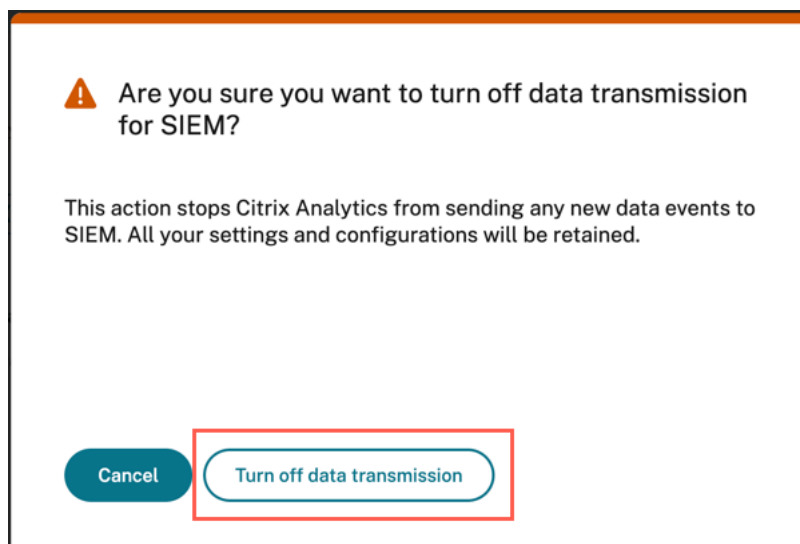 Are you sure you want to turn off data transmission
for SIEM?
This action stops Citrix Analytics from sending any new data events to
SIEM. All your settings and configurations will be retained.
Cancel
Turn off data transmission